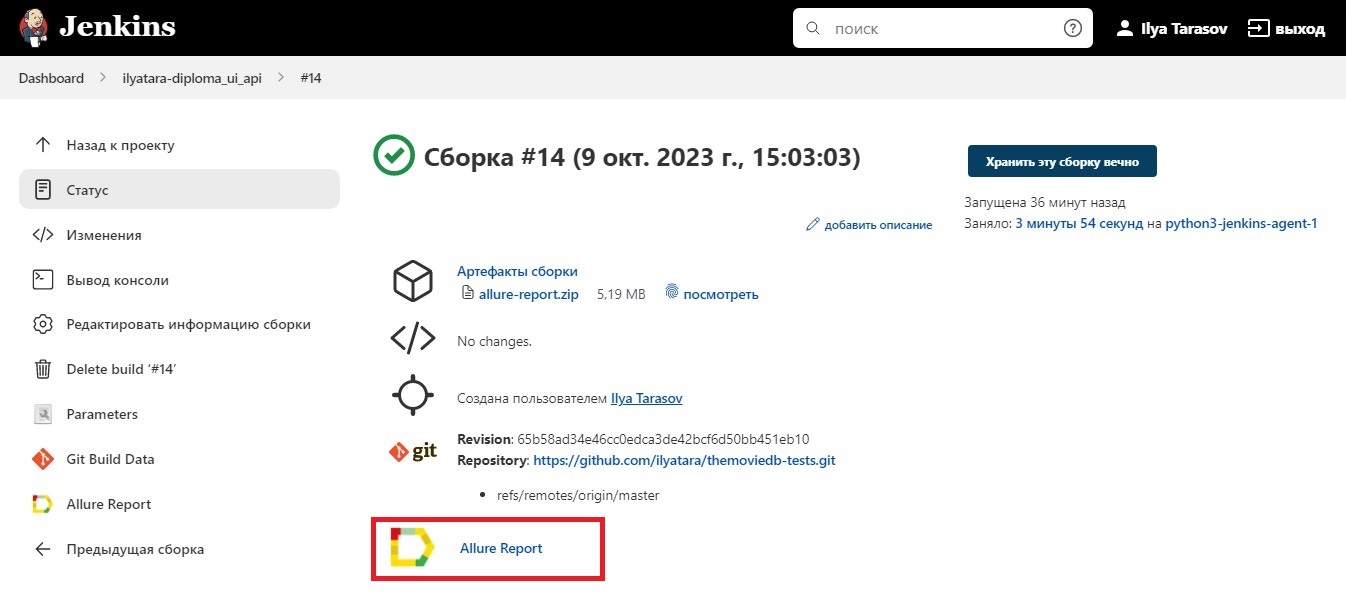 Jenkins
поиск
Ilya Tarasov
выход
Dashboard > ilyatara-diploma_ui_api > #14
Назад к проекту
Статус
Изменения
Вывод консоли
Редактировать информацию сборки
Delete build ‘#14’
Parameters
Git Build Data
Allure Report
Предыдущая сборка
Сборка #14 (9 окт. 2023 г., 15:03:03)
Хранить эту сборку вечно
Запущена 36 минут назад
Заняло: 3 минуты 54 секунд на python3-jenkins-agent-1
добавить описание
Артефакты сборки
allure-report.zip 5,19 MB посмотреть
No changes.
Создана пользователем Ilya Tarasov
git
Revision: 65b58ad34e46cc0edca3de42bcf6d50bb451eb10
Repository: https://github.com/ilyatara/themoviedb-tests.git
• refs/remotes/origin/master
Allure Report